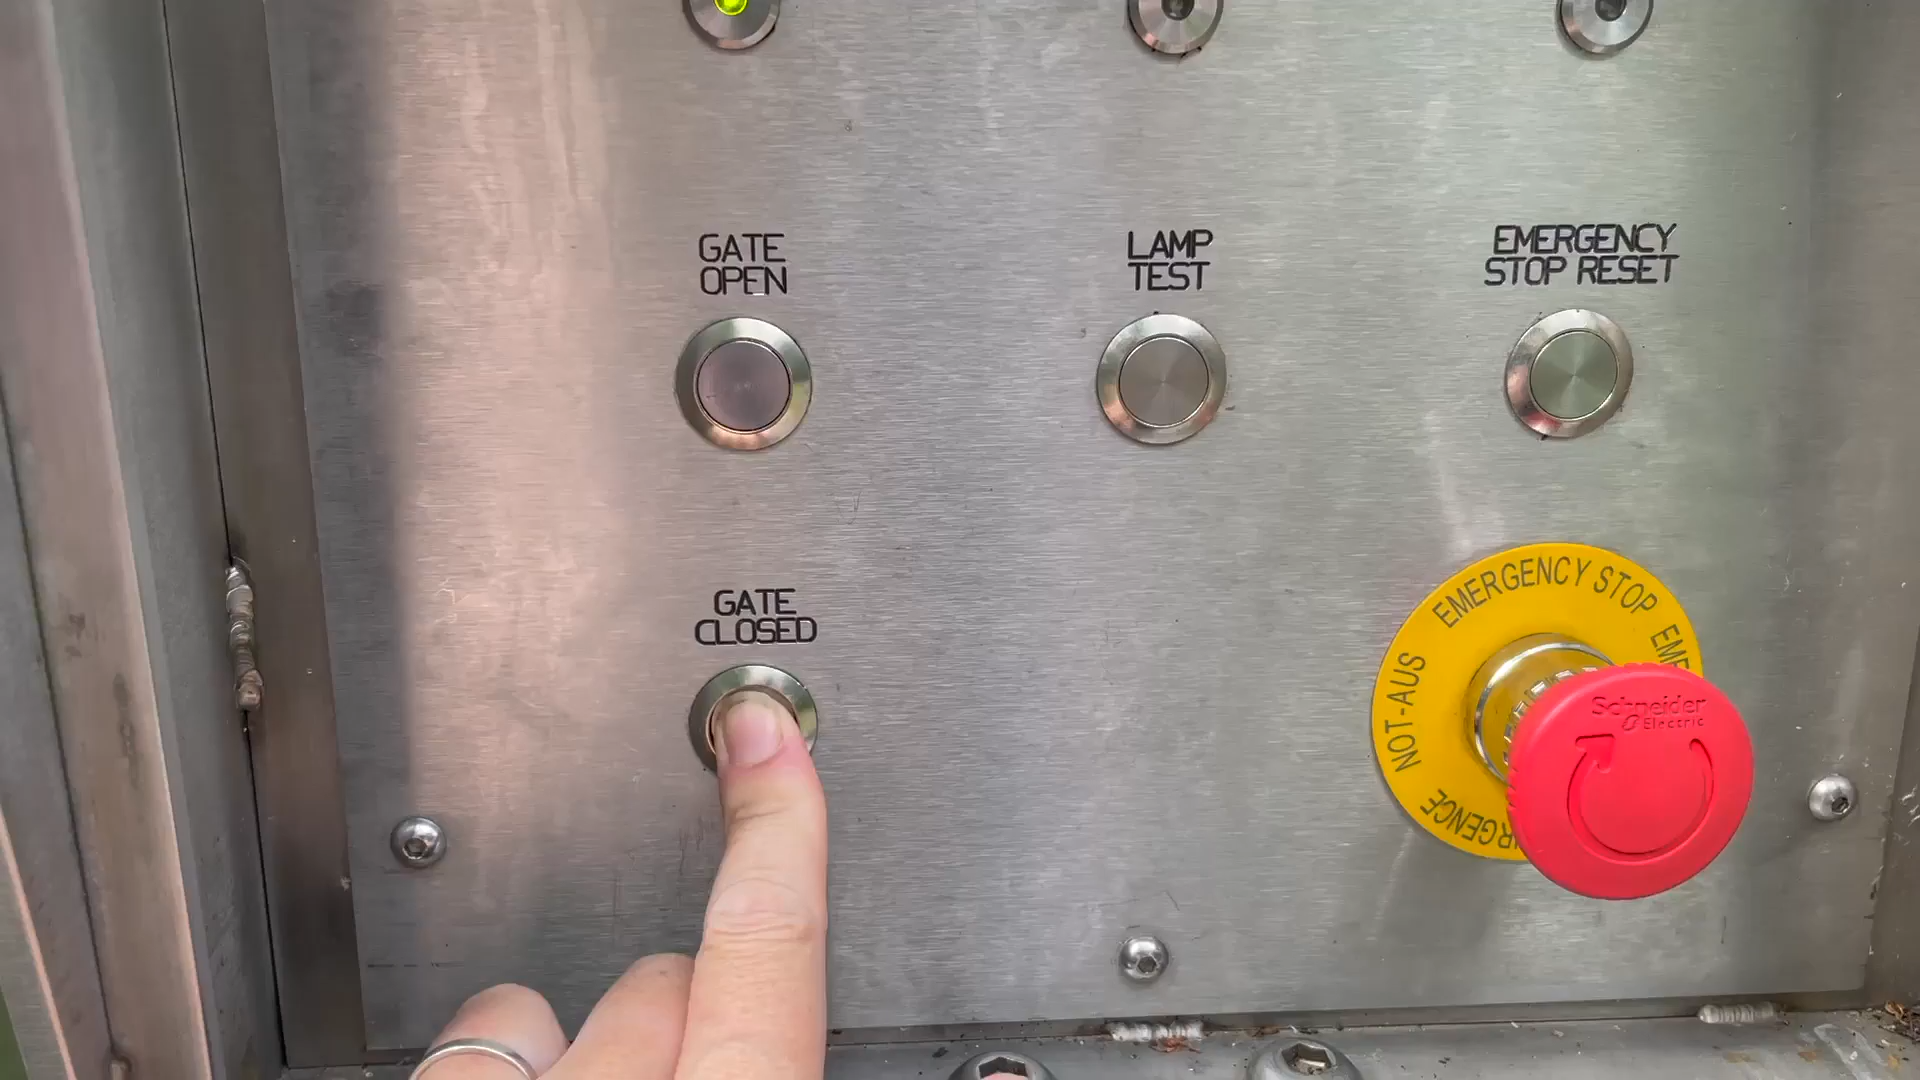 GATE
OPEN
LAMP
TEST
EMERGENCY
STOP RESET
GATE
CLOSED
EMERGENCY STOP
NOT-AUS
Schneider
Electric